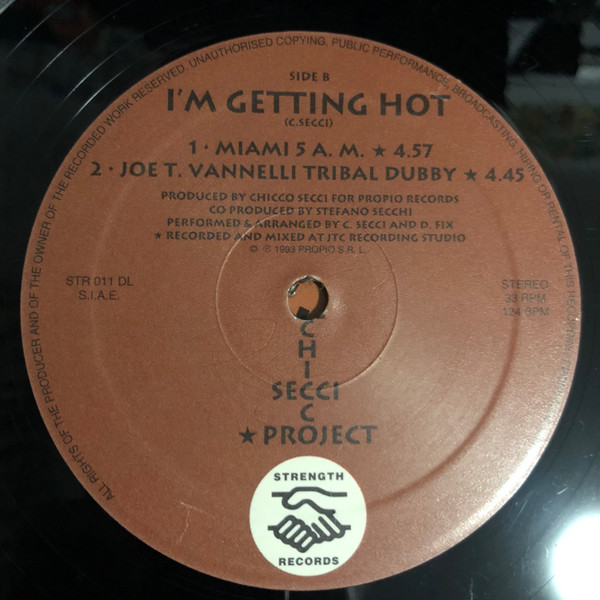 ALL RIGHTS OF THE PRODUCER AND OF THE OWNER OF THE RECORDED WORK RESERVED. UNAUTHORISED COPYING, PUBLIC PERFORMANCE, BROADCASTING, HIRING OR RENTAL OF THIS RECORDING
SIDE B
I'M GETTING HOT
(C.SECCI)
1 · MIAMI 5 A. M. ★ 4.57
2 · JOE T. VANNELLI TRIBAL DUBBY ★ 4.45
PRODUCED BY CHICCO SECCI FOR PROPIO RECORDS
CO PRODUCED BY STEFANO SECCHI
PERFORMED & ARRANGED BY C. SECCI AND D. FIX
★ RECORDED AND MIXED AT JTC RECORDING STUDIO
© ℗ 1993 PROPIO S.R.L.
STR 011 DL
S.I.A.E.
STEREO
33 RPM
124 BPM
CHICCO
SECCI
★ PROJECT
STRENGTH
RECORDS